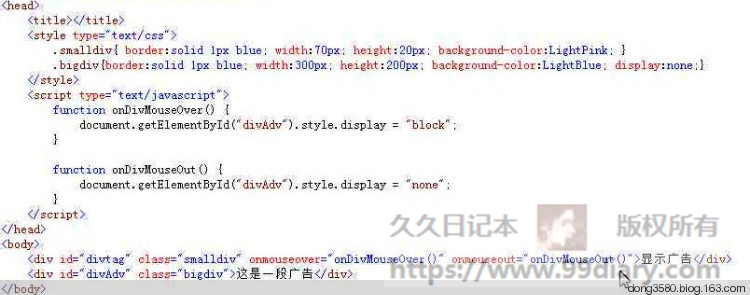 <head>
<title></title>
<style type="text/css">
.smalldiv{ border:solid 1px blue; width:70px; height:20px; background-color:LightPink; }
.bigdiv{border:solid 1px blue; width:300px; height:200px; background-color:LightBlue; display:none;}
</style>
<script type="text/javascript">
function onDivMouseOver() {
document.getElementById("divAdv").style.display = "block";
}
function onDivMouseOut() {
document.getElementById("divAdv").style.display = "none";
}
</script>
久久日记本 版权所有
</head>
<body>
<div id="divtag" class="smalldiv" onmouseover="onDivMouseOver()" onmouseout="onDivMouseOut()">显示广告</div>
<div id="divAdv" class="bigdiv">这是一段广告</div>
https://www.99diary.com
</body>
dong3580.blog.163.com